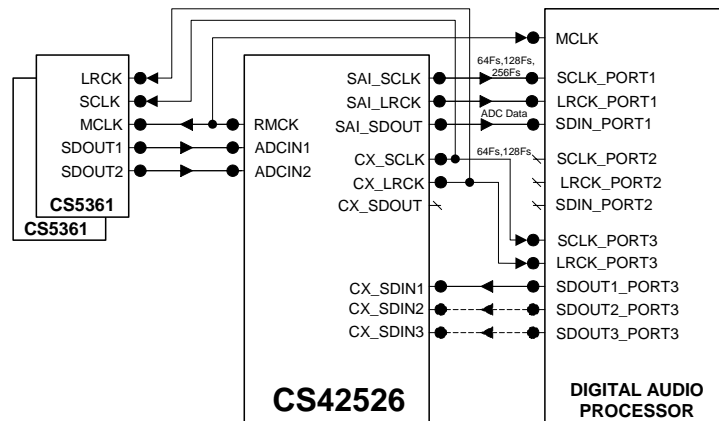 LRCK
SCLK
MCLK
SDOUT1
SDOUT2
CS5361
CS5361
RMCK
ADCIN1
ADCIN2
SAI_SCLK
SAI_LRCK
SAI_SDOUT
CX_SCLK
CX_LRCK
CX_SDOUT
CX_SDIN1
CX_SDIN2
CX_SDIN3
CS42526
64Fs,128Fs,
256Fs
ADC Data
64Fs,128Fs
MCLK
SCLK_PORT1
LRCK_PORT1
SDIN_PORT1
SCLK_PORT2
LRCK_PORT2
SDIN_PORT2
SCLK_PORT3
LRCK_PORT3
SDOUT1_PORT3
SDOUT2_PORT3
SDOUT3_PORT3
DIGITAL AUDIO
PROCESSOR